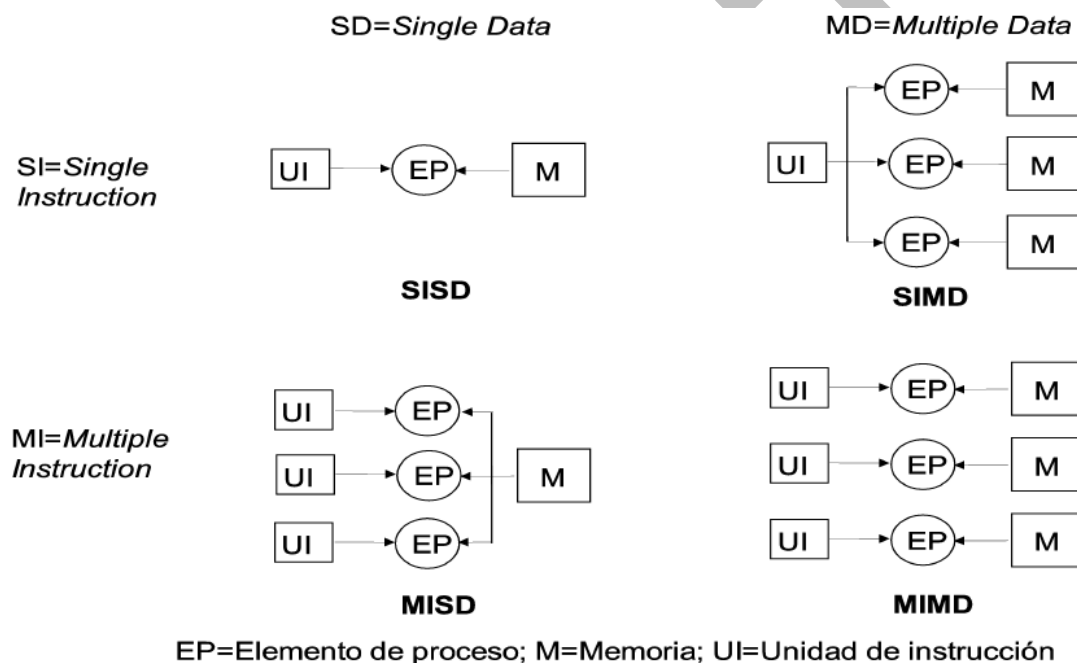 SD=Single Data
MD=Multiple Data
SI=Single
Instruction
UI
EP
M
SISD
UI
EP
M
EP
M
EP
M
SIMD
MI=Multiple
Instruction
UI
EP
UI
EP
M
UI
EP
MISD
UI
EP
M
UI
EP
M
UI
EP
M
MIMD
EP=Elemento de proceso; M=Memoria; UI=Unidad de instrucción